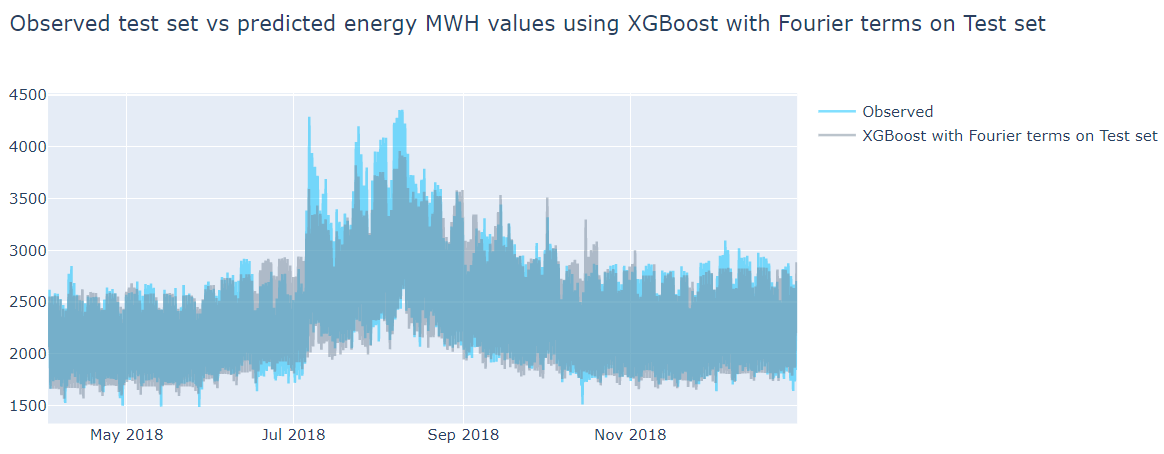 Observed test set vs predicted energy MWH values using XGBoost with Fourier terms on Test set
4500
4000
3500
3000
2500
2000
1500
May 2018
Jul 2018
Sep 2018
Nov 2018
Observed
XGBoost with Fourier terms on Test set